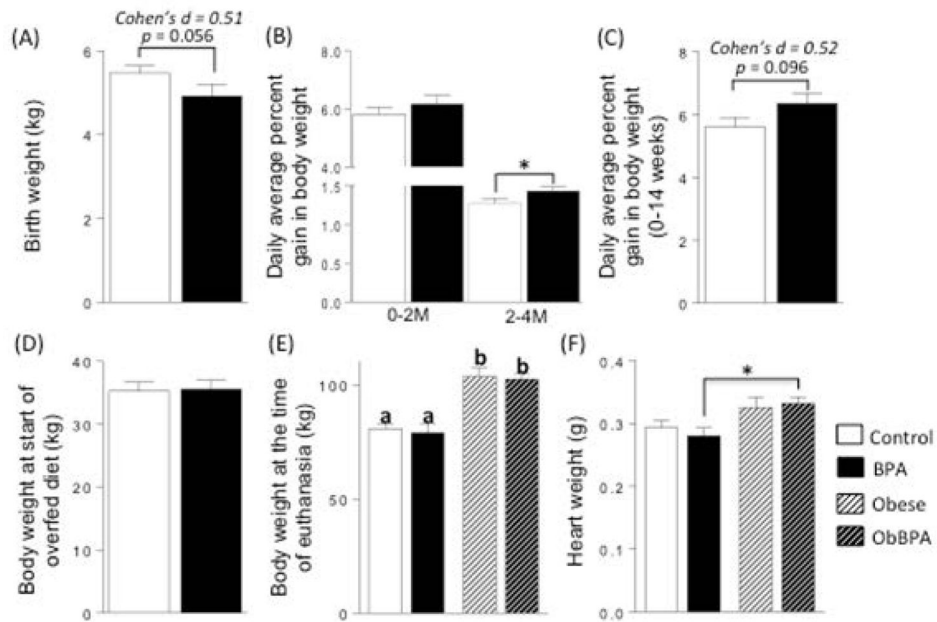 (A)
Cohen's d = 0.51
p = 0.056
Birth weight (kg)
6
4
2
0
(B)
Daily average percent
gain in body weight
8.0
6.0
4.0
1.5
1.0
0.5
0.0
*
0-2M
2-4M
(C)
Cohen's d = 0.52
p = 0.096
Daily average percent
gain in body weight
(0-14 weeks)
8
6
4
2
0
(D)
Body weight at start of
overfed diet (kg)
40
30
20
10
0
(E)
Body weight at the time
of euthanasia (kg)
100
50
0
a
a
b
b
(F)
Heart weight (g)
0.4
0.3
0.2
0.1
0.0
*
Control
BPA
Obese
ObBPA